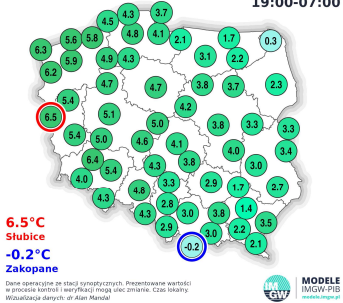 19:00-07:00
4.5 4.3 3.7
6.3 5.6 5.8 4.8 4.1 2.1 1.7 0.3
6.2 5.9 4.9 4.3 3.1 2.2
5.4 4.7 4.7 3.8 3.7 2.3
6.5 5.1 4.2
5.4 5.0 5.0 3.8 3.3 3.3
4.6 4.1 4.0 3.4
6.4 5.4 4.3 3.8 3.0
4.0 3.3 2.9 1.7 2.7
4.3 4.8 2.8
4.3 3.0 3.8 1.4
2.9 3.0 2.2 3.5
-0.2 2.1
6.5°C
Słubice
-0.2°C
Zakopane
Dane operacyjne ze stacji synoptycznych. Prezentowane wartości
w procesie kontroli i weryfikacji mogą ulec zmianie. Czas lokalny.
Wizualizacja danych: dr Alan Mandal
IM
GW
MODELE
IMGW-PIB
modele.imgw.pl